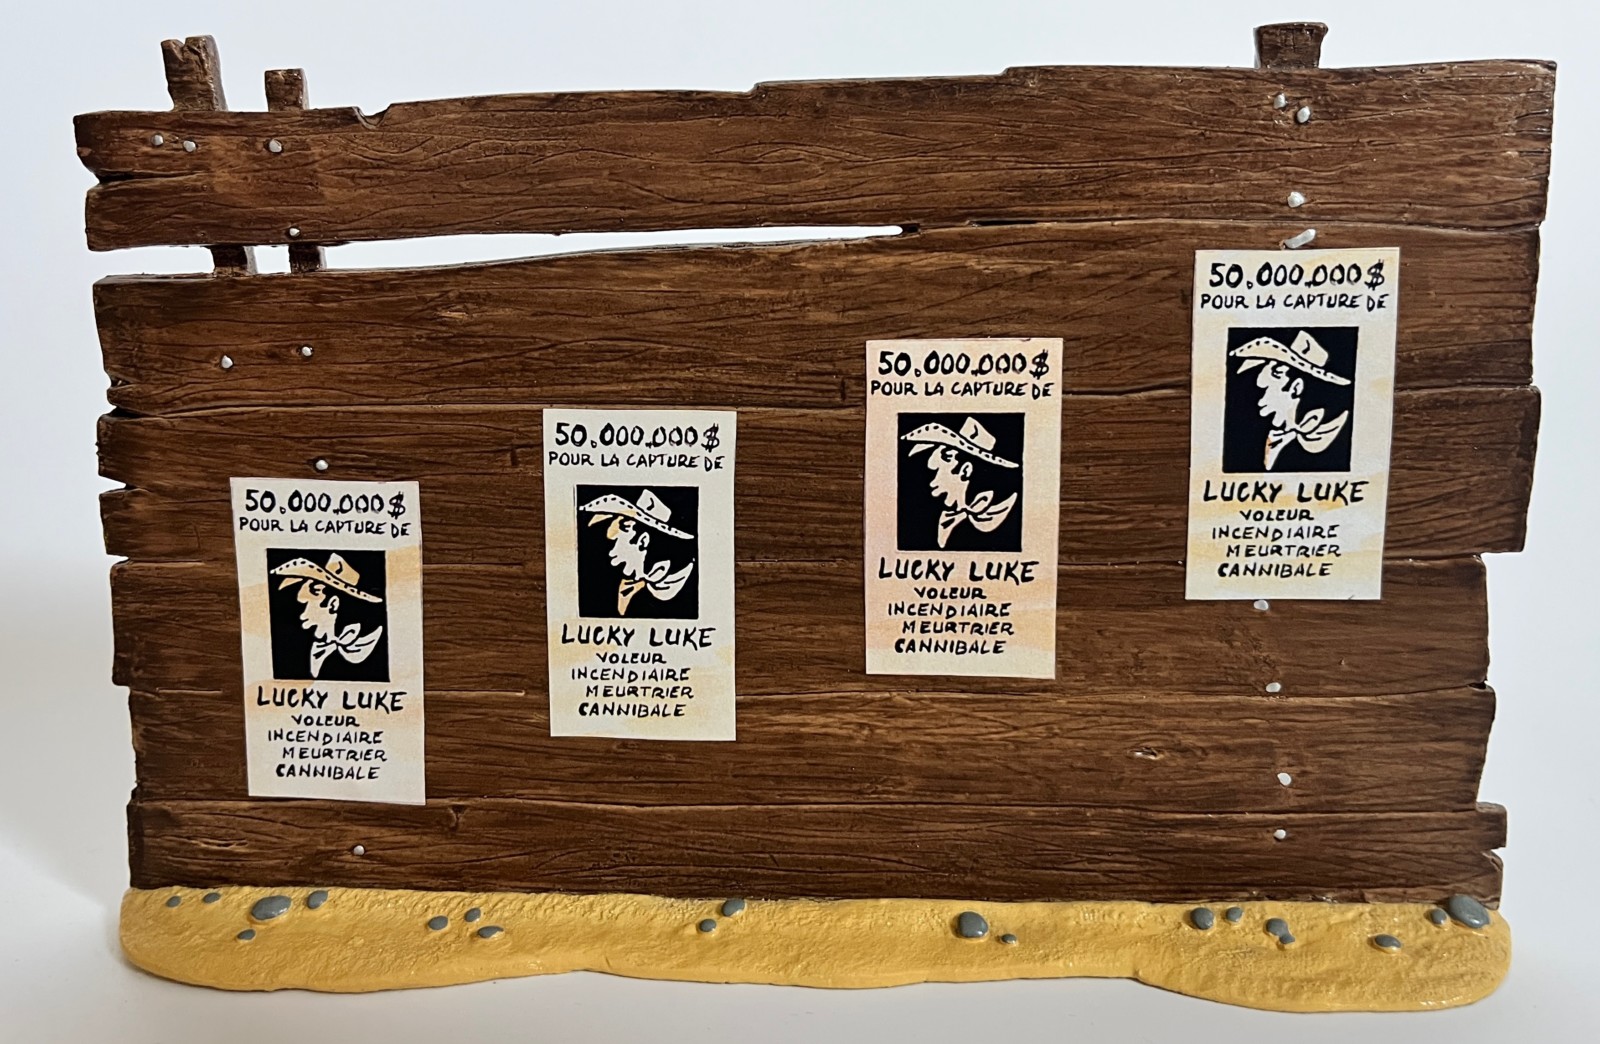 50.000.000$
POUR LA CAPTURE DE
LUCKY LUKE
VOLEUR
INCENDIAIRE
MEURTRIER
CANNIBALE
50.000.000$
POUR LA CAPTURE DE
LUCKY LUKE
VOLEUR
INCENDIAIRE
MEURTRIER
CANNIBALE
50.000.000$
POUR LA CAPTURE DE
LUCKY LUKE
VOLEUR
INCENDIAIRE
MEURTRIER
CANNIBALE
50.000.000$
POUR LA CAPTURE DE
LUCKY LUKE
VOLEUR
INCENDIAIRE
MEURTRIER
CANNIBALE